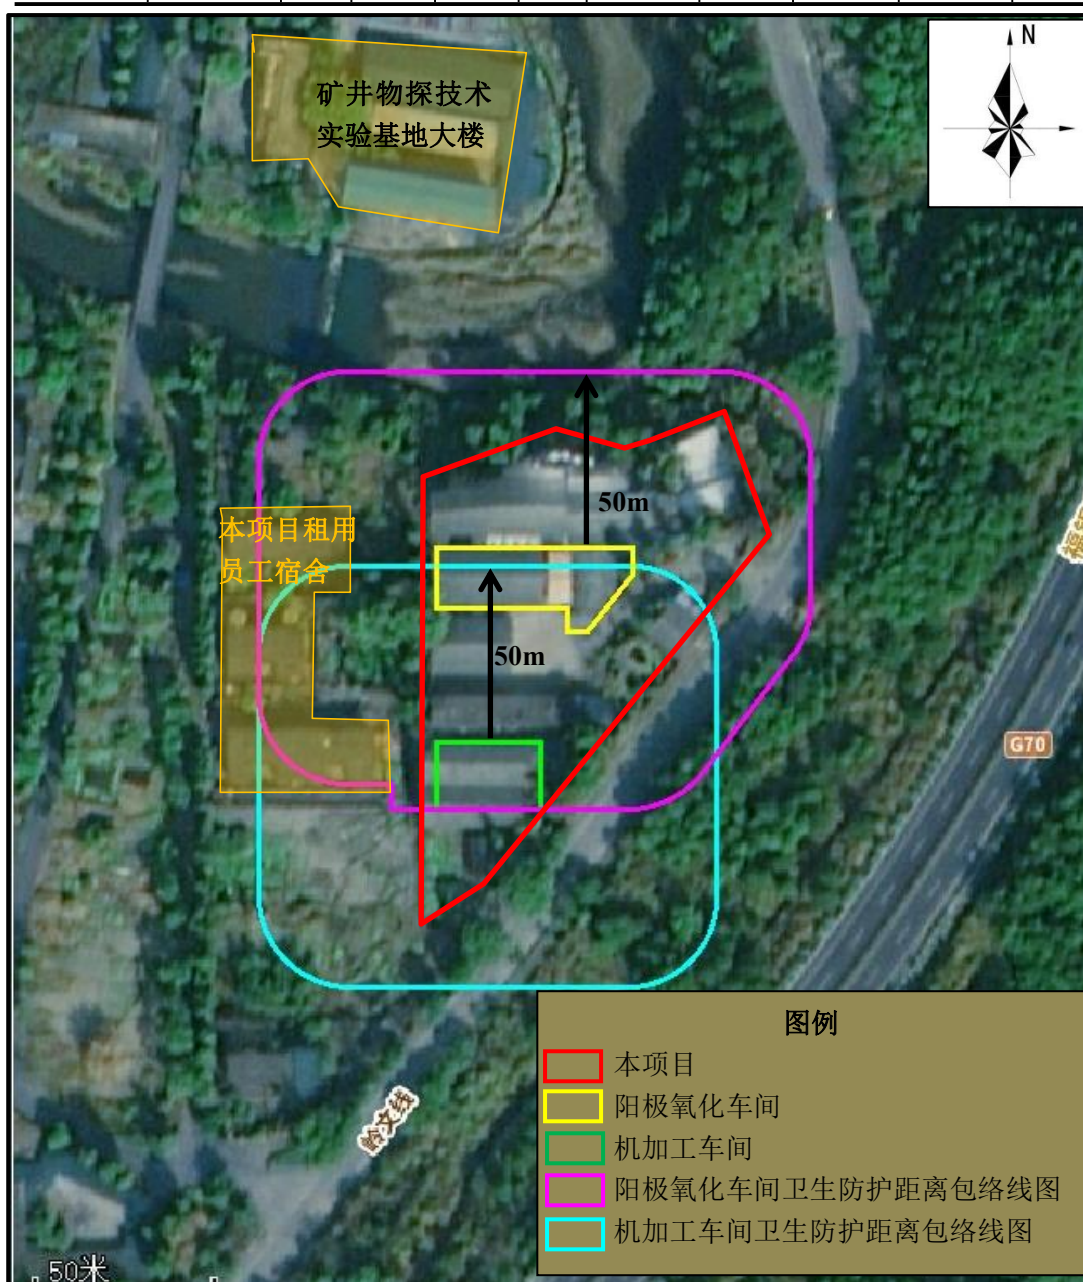 N
矿井物探技术
实验基地大楼
50m
本项目租用
员工宿舍
50m
G70
图例
本项目
阳极氧化车间
机加工车间
阳极氧化车间卫生防护距离包络线图
机加工车间卫生防护距离包络线图
50米